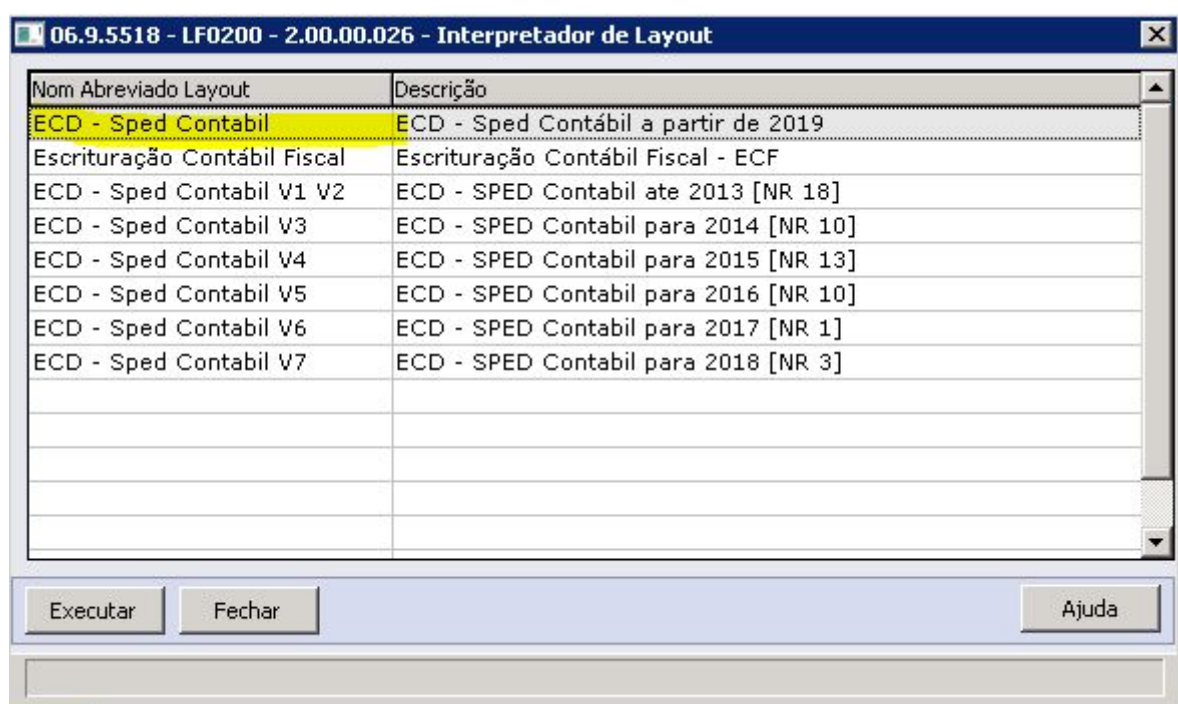 06.9.5518 - LF0200 - 2.00.00.026 - Interpretador de Layout
Nom Abreviado Layout Descrição
ECD - Sped Contabil ECD - Sped Contábil a partir de 2019
Escrituração Contábil Fiscal Escrituração Contábil Fiscal - ECF
ECD - Sped Contabil V1 V2 ECD - SPED Contabil ate 2013 [NR 18]
ECD - Sped Contabil V3 ECD - SPED Contabil para 2014 [NR 10]
ECD - Sped Contabil V4 ECD - SPED Contabil para 2015 [NR 13]
ECD - Sped Contabil V5 ECD - SPED Contabil para 2016 [NR 10]
ECD - Sped Contabil V6 ECD - SPED Contabil para 2017 [NR 1]
ECD - Sped Contabil V7 ECD - SPED Contabil para 2018 [NR 3]
Executar Fechar Ajuda